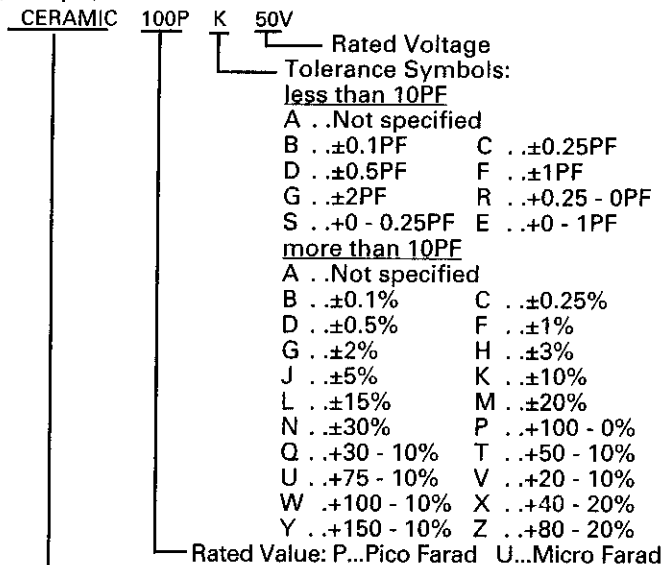 CERAMIC 100P K 50V
Rated Voltage
Tolerance Symbols:
less than 10PF
A ..Not specified
B ..±0.1PF C ..±0.25PF
D ..±0.5PF F ..±1PF
G ..±2PF R ..+0.25 - 0PF
S ..+0 - 0.25PF E ..+0 - 1PF
more than 10PF
A ..Not specified
B ..±0.1% C ..±0.25%
D ..±0.5% F ..±1%
G ..±2% H ..±3%
J ..±5% K ..±10%
L ..±15% M ..±20%
N ..±30% P ..+100 - 0%
Q ..+30 - 10% T ..+50 - 10%
U ..+75 - 10% V ..+20 - 10%
W .+100 - 10% X ..+40 - 20%
Y ..+150 - 10% Z ..+80 - 20%
Rated Value: P...Pico Farad U...Micro Farad